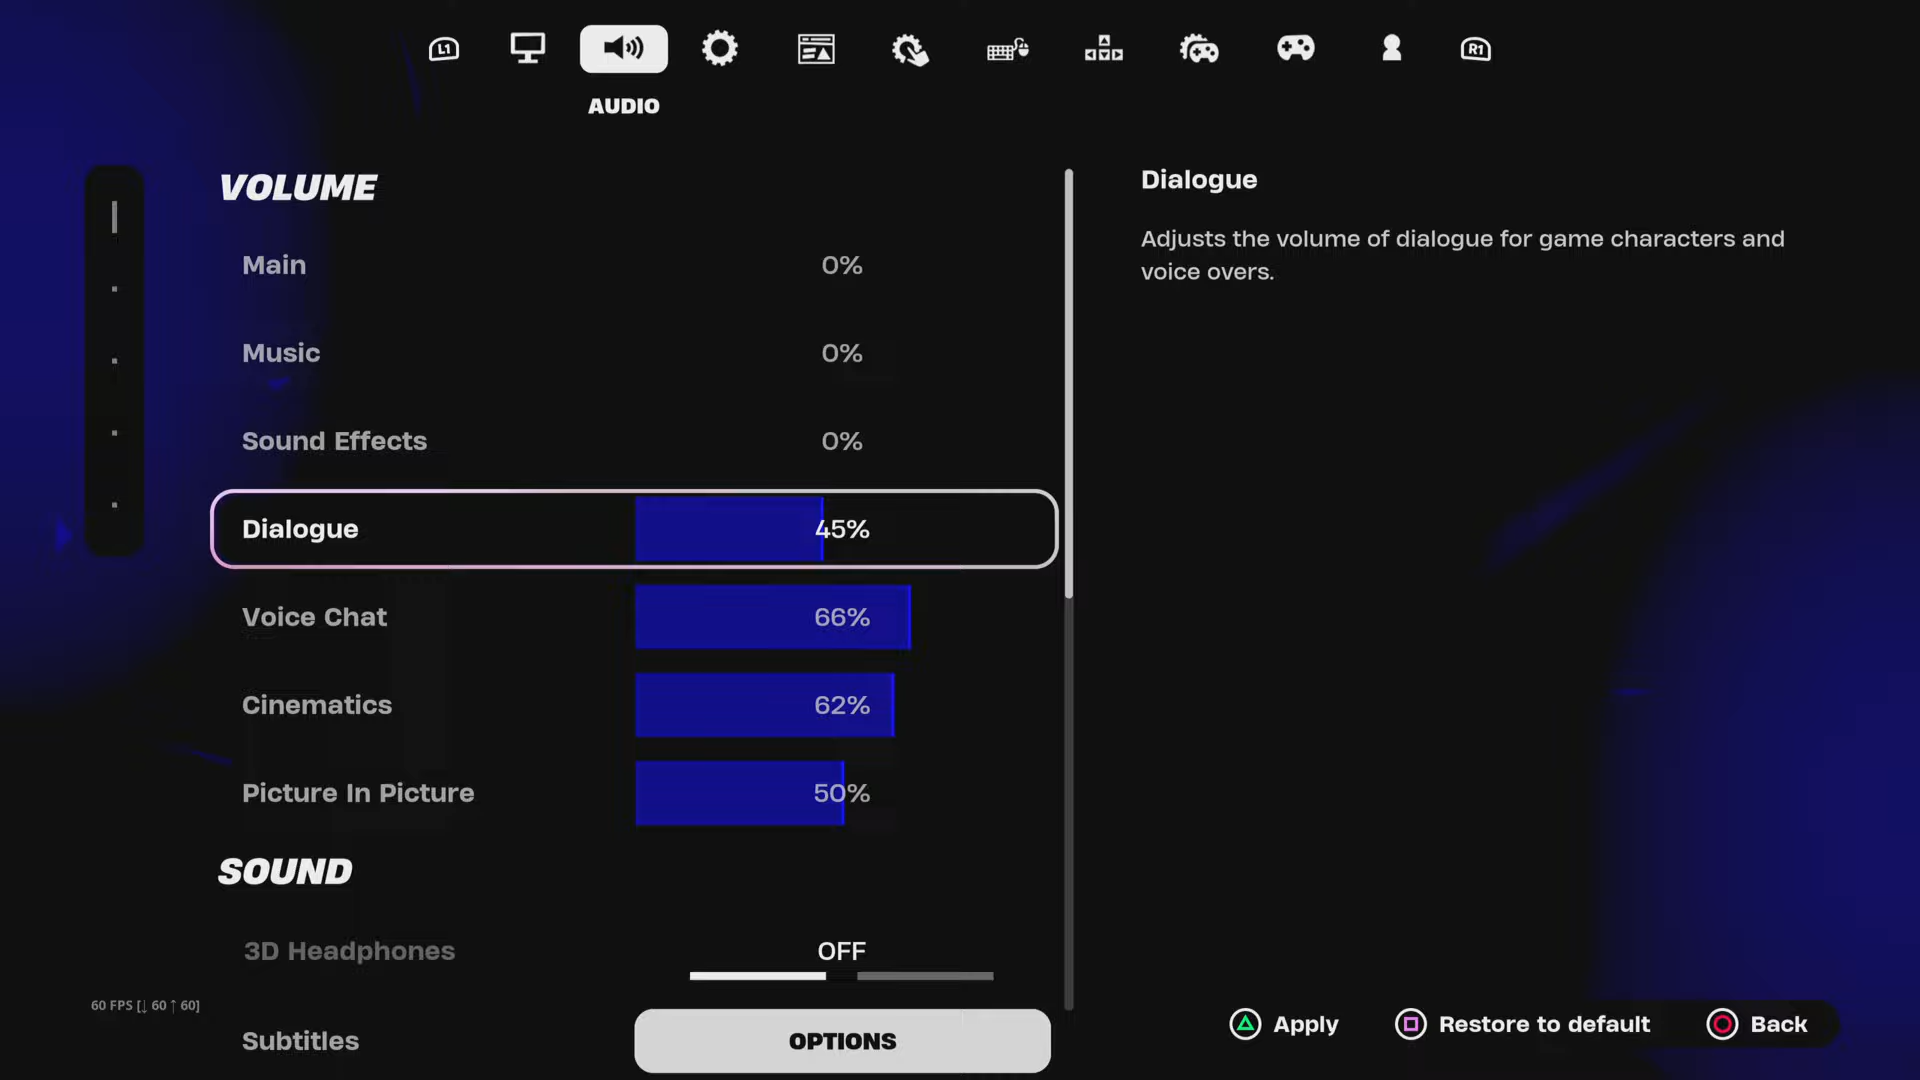 L1
R1
AUDIO
VOLUME
Main 0%
Music 0%
Sound Effects 0%
Dialogue 45%
Voice Chat 66%
Cinematics 62%
Picture In Picture 50%
SOUND
3D Headphones OFF
Subtitles OPTIONS
Dialogue
Adjusts the volume of dialogue for game characters and
voice overs.
60 FPS [↓ 60 ↑ 60]
Apply
Restore to default
Back